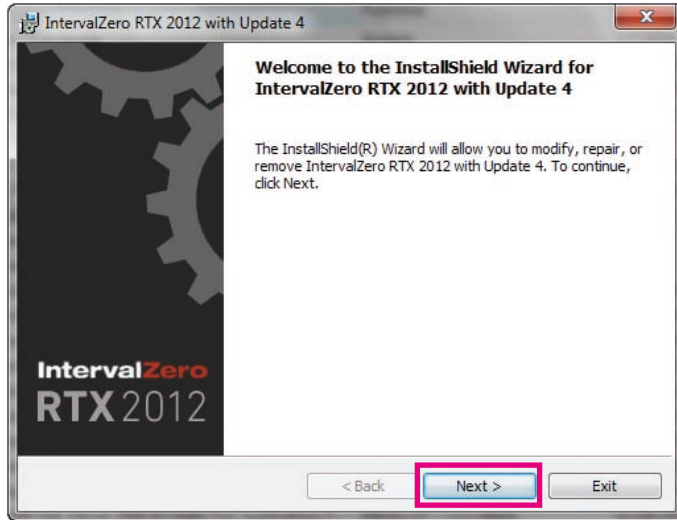 IntervalZero RTX 2012 with Update 4
x
Welcome to the InstallShield Wizard for
IntervalZero RTX 2012 with Update 4
The InstallShield(R) Wizard will allow you to modify, repair, or
remove IntervalZero RTX 2012 with Update 4. To continue,
click Next.
IntervalZero
RTX2012
< Back
Next >
Exit